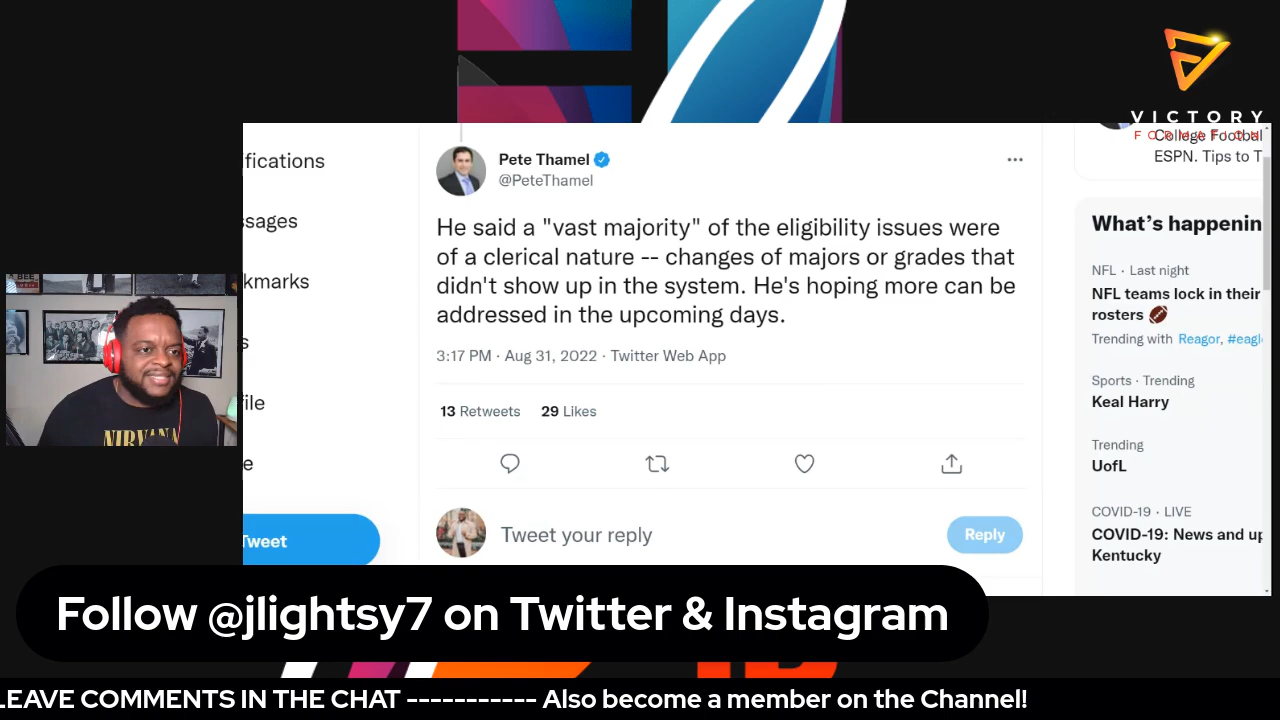 VICTORY
FORMATION
fications
ssages
kmarks
s
file
e
Tweet
Pete Thamel
@PeteThamel
He said a "vast majority" of the eligibility issues were
of a clerical nature -- changes of majors or grades that
didn't show up in the system. He's hoping more can be
addressed in the upcoming days.
3:17 PM · Aug 31, 2022 · Twitter Web App
13 Retweets 29 Likes
Tweet your reply
Reply
College Footbal
ESPN. Tips to T
What's happenin
NFL · Last night
NFL teams lock in their
rosters 🏈
Trending with Reagor, #eagl
Sports · Trending
Keal Harry
Trending
UofL
COVID-19 · LIVE
COVID-19: News and up
Kentucky
NIRVANA
Follow @jlightsy7 on Twitter & Instagram
LEAVE COMMENTS IN THE CHAT ----------- Also become a member on the Channel!